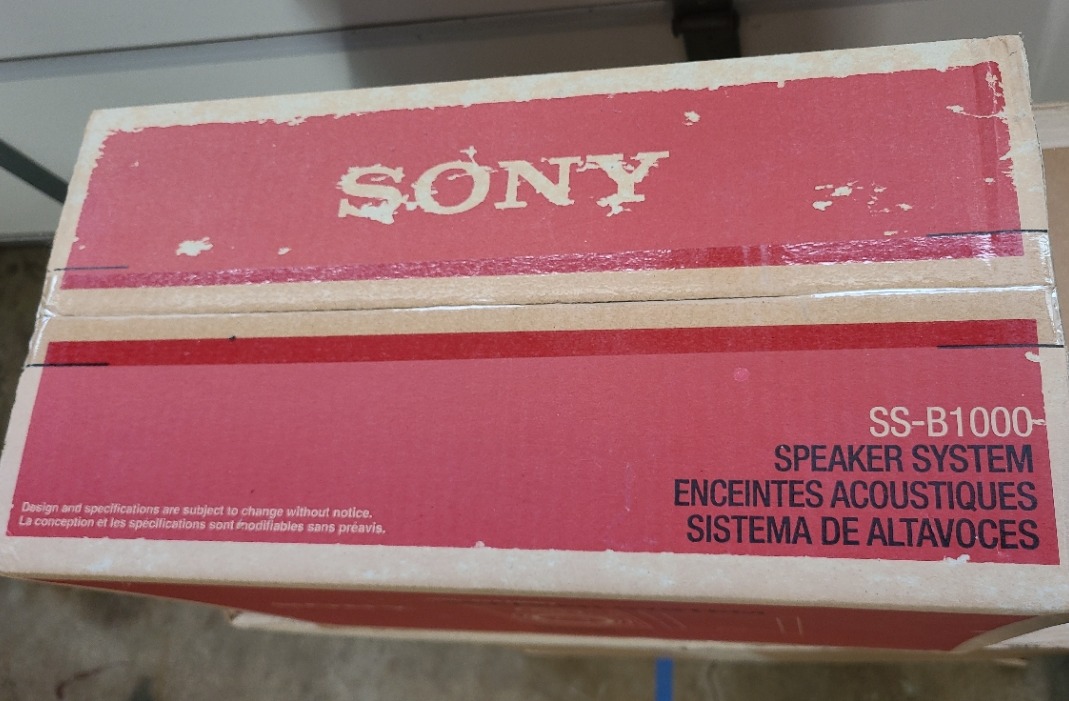 SONY
SS-B1000
SPEAKER SYSTEM
ENCEINTES ACOUSTIQUES
SISTEMA DE ALTAVOCES
Design and specifications are subject to change without notice.
La conception et les spécifications sont modifiables sans préavis.